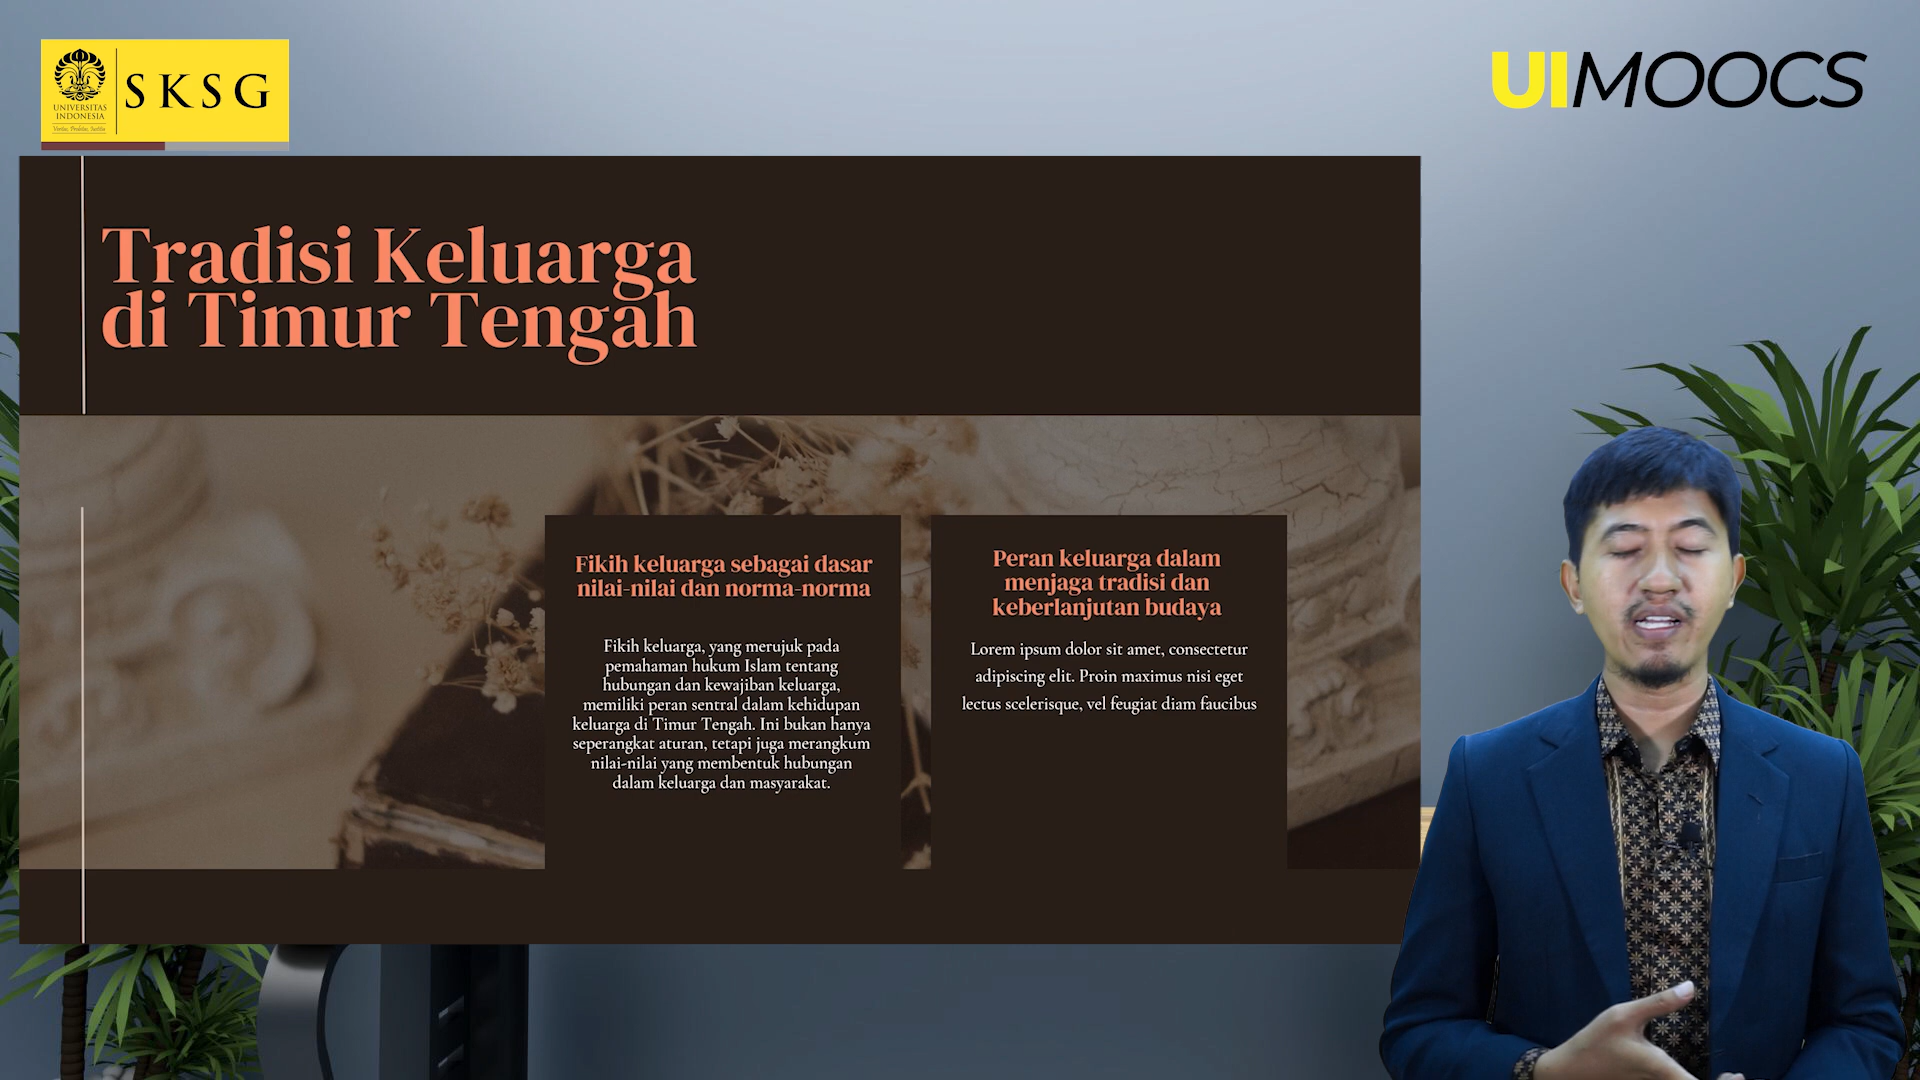 UNIVERSITAS
INDONESIA
Veritas, Probitas, Iustitia
SKSG
UIMOOCS
Tradisi Keluarga
di Timur Tengah
Fikih keluarga sebagai dasar
nilai-nilai dan norma-norma
Fikih keluarga, yang merujuk pada
pemahaman hukum Islam tentang
hubungan dan kewajiban keluarga,
memiliki peran sentral dalam kehidupan
keluarga di Timur Tengah. Ini bukan hanya
seperangkat aturan, tetapi juga merangkum
nilai-nilai yang membentuk hubungan
dalam keluarga dan masyarakat.
Peran keluarga dalam
menjaga tradisi dan
keberlanjutan budaya
Lorem ipsum dolor sit amet, consectetur
adipiscing elit. Proin maximus nisi eget
lectus scelerisque, vel feugiat diam faucibus